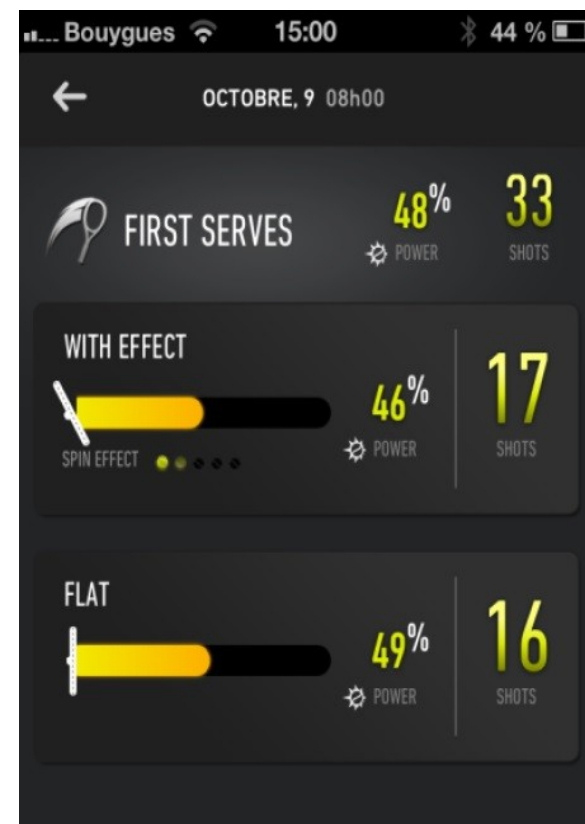 Bouygues 15:00 44 %
OCTOBRE, 9 08h00
FIRST SERVES 48% POWER 33 SHOTS
WITH EFFECT
46% POWER 17 SHOTS
SPIN EFFECT
FLAT
49% POWER 16 SHOTS